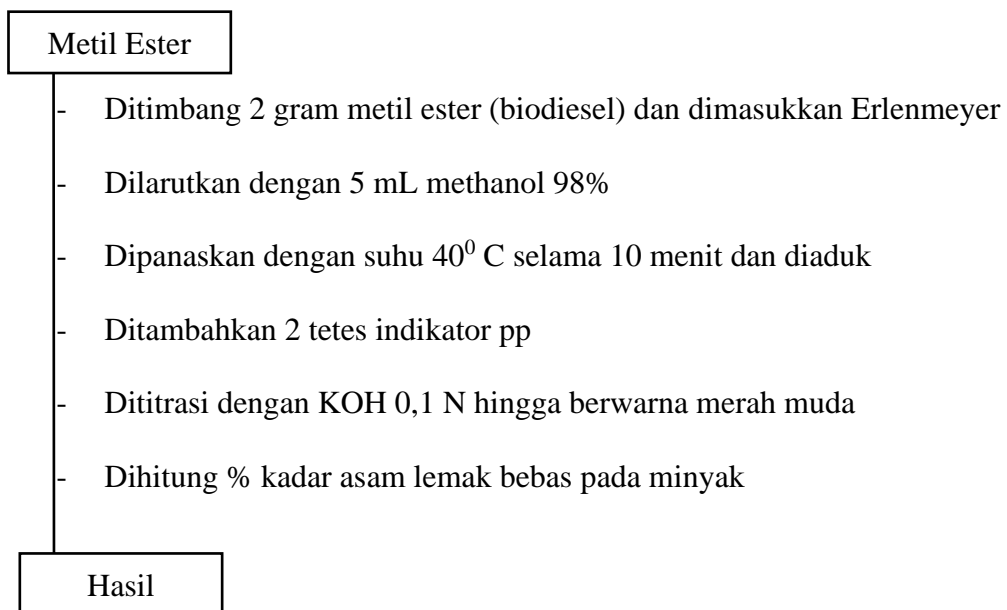 Metil Ester
- Ditimbang 2 gram metil ester (biodiesel) dan dimasukkan Erlenmeyer
- Dilarutkan dengan 5 mL methanol 98%
- Dipanaskan dengan suhu 40⁰ C selama 10 menit dan diaduk
- Ditambahkan 2 tetes indikator pp
- Dititrasi dengan KOH 0,1 N hingga berwarna merah muda
- Dihitung % kadar asam lemak bebas pada minyak
Hasil